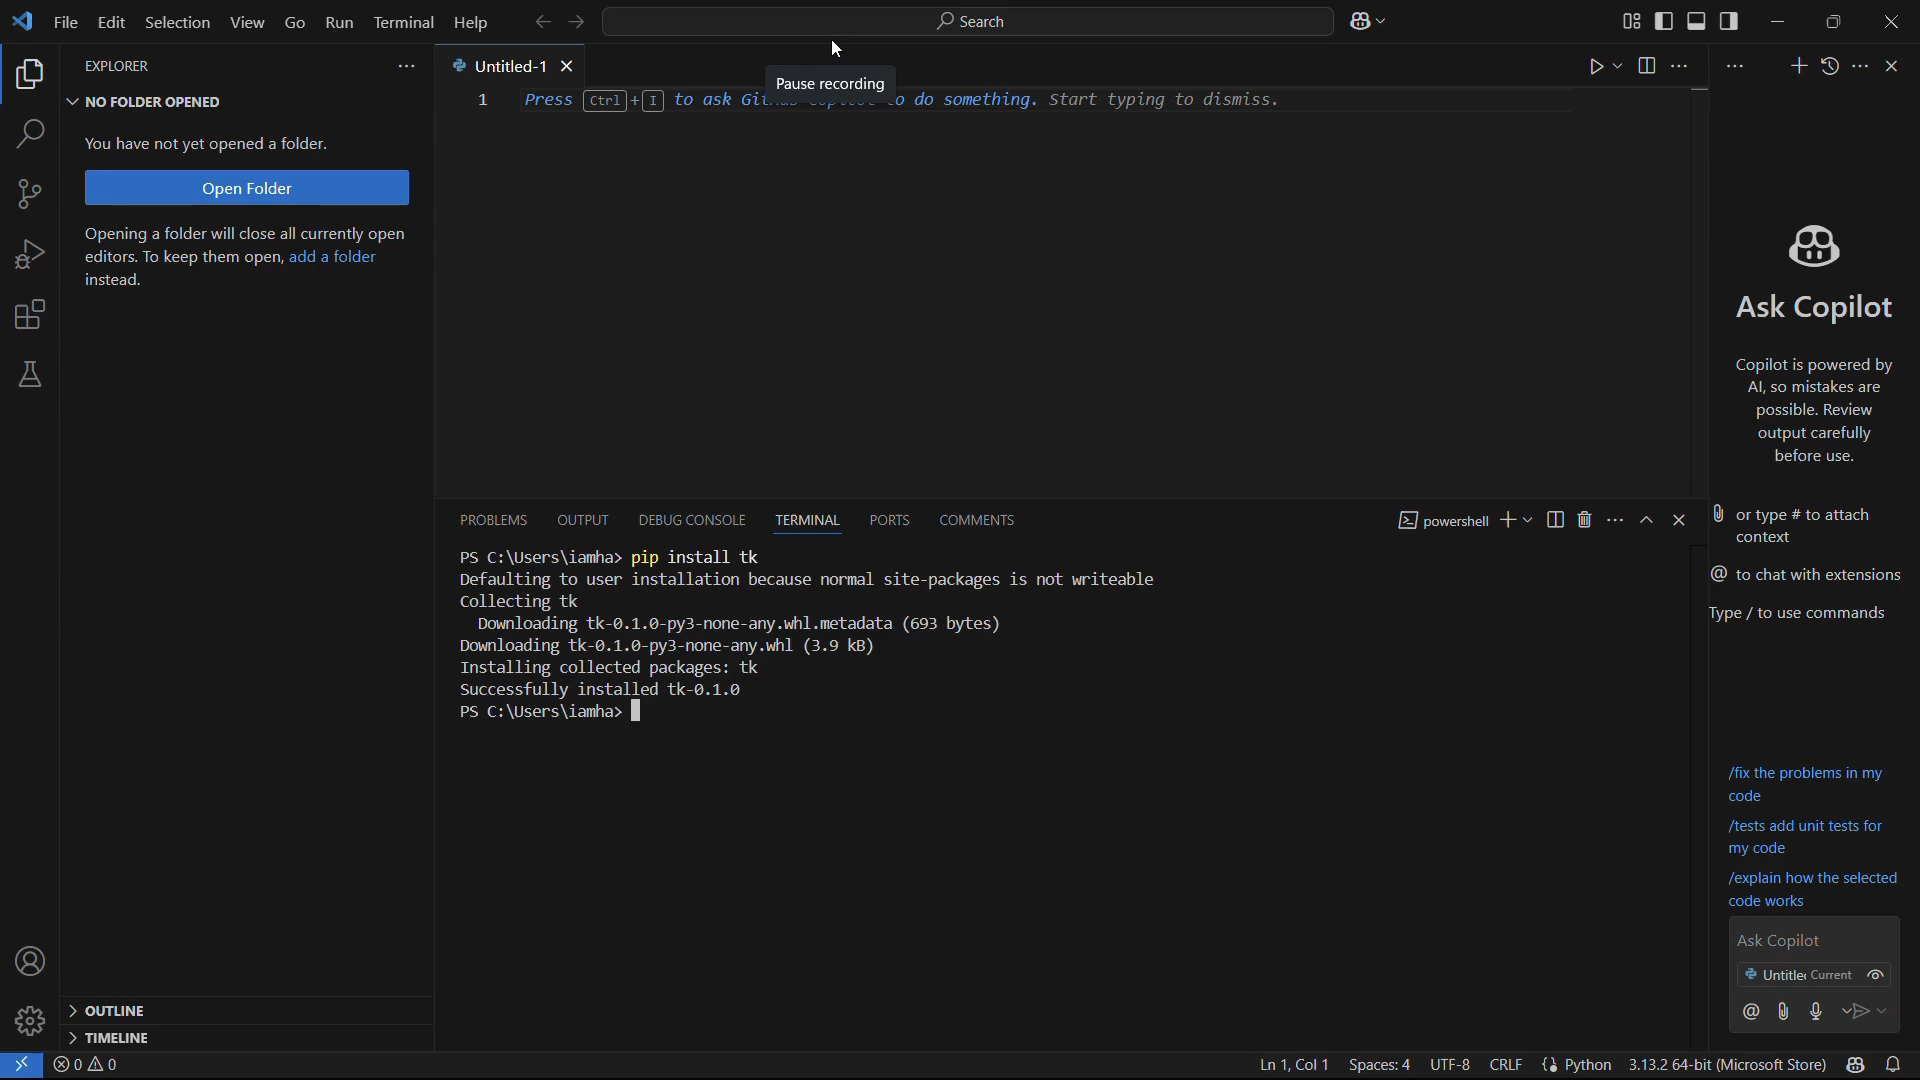 File Edit Selection View Go Run Terminal Help
Search
EXPLORER
NO FOLDER OPENED
You have not yet opened a folder.
Open Folder
Opening a folder will close all currently open
editors. To keep them open, add a folder
instead.
OUTLINE
TIMELINE
Untitled-1
Pause recording
1 Press Ctrl + I to ask GitHub Copilot to do something. Start typing to dismiss.
PROBLEMS OUTPUT DEBUG CONSOLE TERMINAL PORTS COMMENTS
powershell
PS C:\Users\iamha> pip install tk
Defaulting to user installation because normal site-packages is not writeable
Collecting tk
Downloading tk-0.1.0-py3-none-any.whl.metadata (693 bytes)
Downloading tk-0.1.0-py3-none-any.whl (3.9 kB)
Installing collected packages: tk
Successfully installed tk-0.1.0
PS C:\Users\iamha>
Ask Copilot
Copilot is powered by
AI, so mistakes are
possible. Review
output carefully
before use.
or type # to attach
context
@ to chat with extensions
Type / to use commands
/fix the problems in my
code
/tests add unit tests for
my code
/explain how the selected
code works
Ask Copilot
Untitle Current
@
0 0
Ln 1, Col 1 Spaces: 4 UTF-8 CRLF {} Python 3.13.2 64-bit (Microsoft Store)